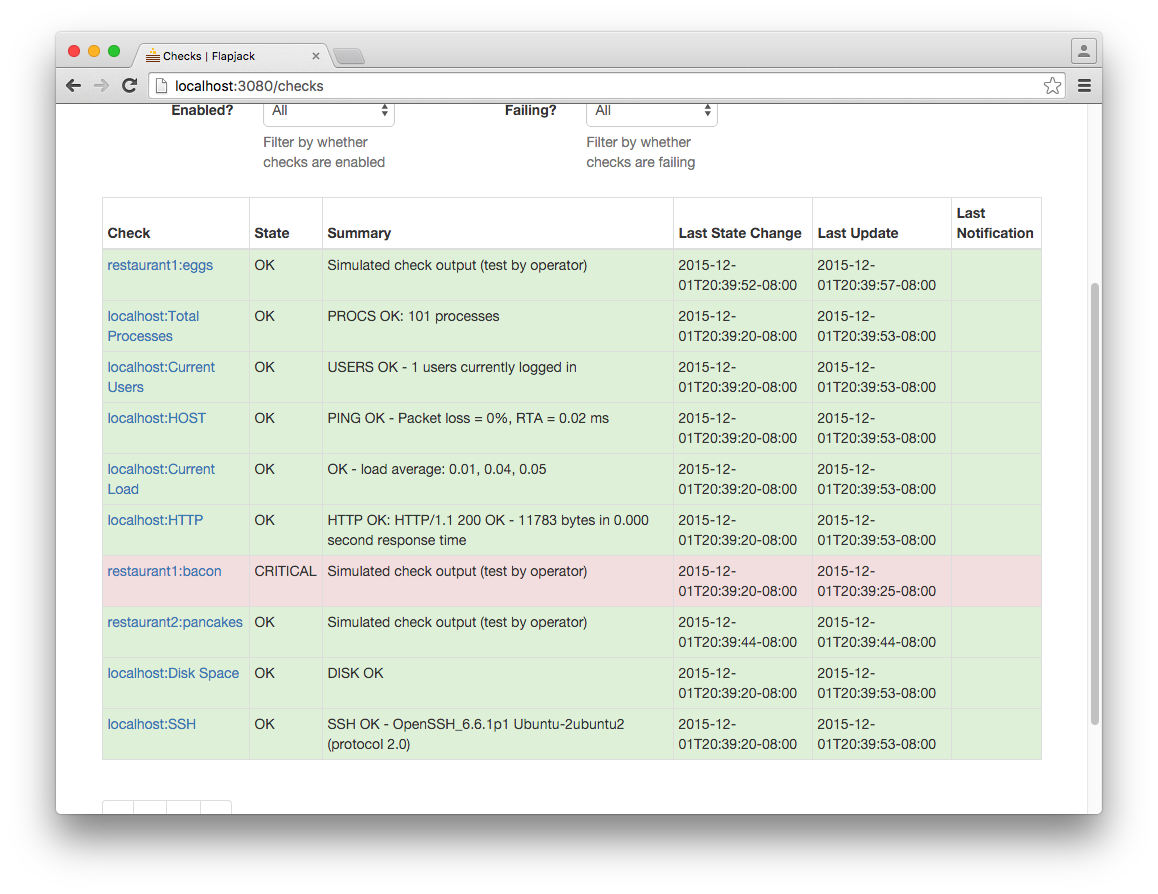 Checks | Flapjack
localhost:3080/checks
Enabled?
All
Failing?
All
Filter by whether
checks are enabled
Filter by whether
checks are failing
Check
State
Summary
Last State Change
Last Update
Last
Notification
restaurant1:eggs
OK
Simulated check output (test by operator)
2015-12-
01T20:39:52-08:00
2015-12-
01T20:39:57-08:00
localhost:Total
Processes
OK
PROCS OK: 101 processes
2015-12-
01T20:39:20-08:00
2015-12-
01T20:39:53-08:00
localhost:Current
Users
OK
USERS OK - 1 users currently logged in
2015-12-
01T20:39:20-08:00
2015-12-
01T20:39:53-08:00
localhost:HOST
OK
PING OK - Packet loss = 0%, RTA = 0.02 ms
2015-12-
01T20:39:20-08:00
2015-12-
01T20:39:53-08:00
localhost:Current
Load
OK
OK - load average: 0.01, 0.04, 0.05
2015-12-
01T20:39:20-08:00
2015-12-
01T20:39:53-08:00
localhost:HTTP
OK
HTTP OK: HTTP/1.1 200 OK - 11783 bytes in 0.000
second response time
2015-12-
01T20:39:20-08:00
2015-12-
01T20:39:53-08:00
restaurant1:bacon
CRITICAL
Simulated check output (test by operator)
2015-12-
01T20:39:20-08:00
2015-12-
01T20:39:25-08:00
restaurant2:pancakes
OK
Simulated check output (test by operator)
2015-12-
01T20:39:44-08:00
2015-12-
01T20:39:44-08:00
localhost:Disk Space
OK
DISK OK
2015-12-
01T20:39:20-08:00
2015-12-
01T20:39:53-08:00
localhost:SSH
OK
SSH OK - OpenSSH_6.6.1p1 Ubuntu-2ubuntu2
(protocol 2.0)
2015-12-
01T20:39:20-08:00
2015-12-
01T20:39:53-08:00